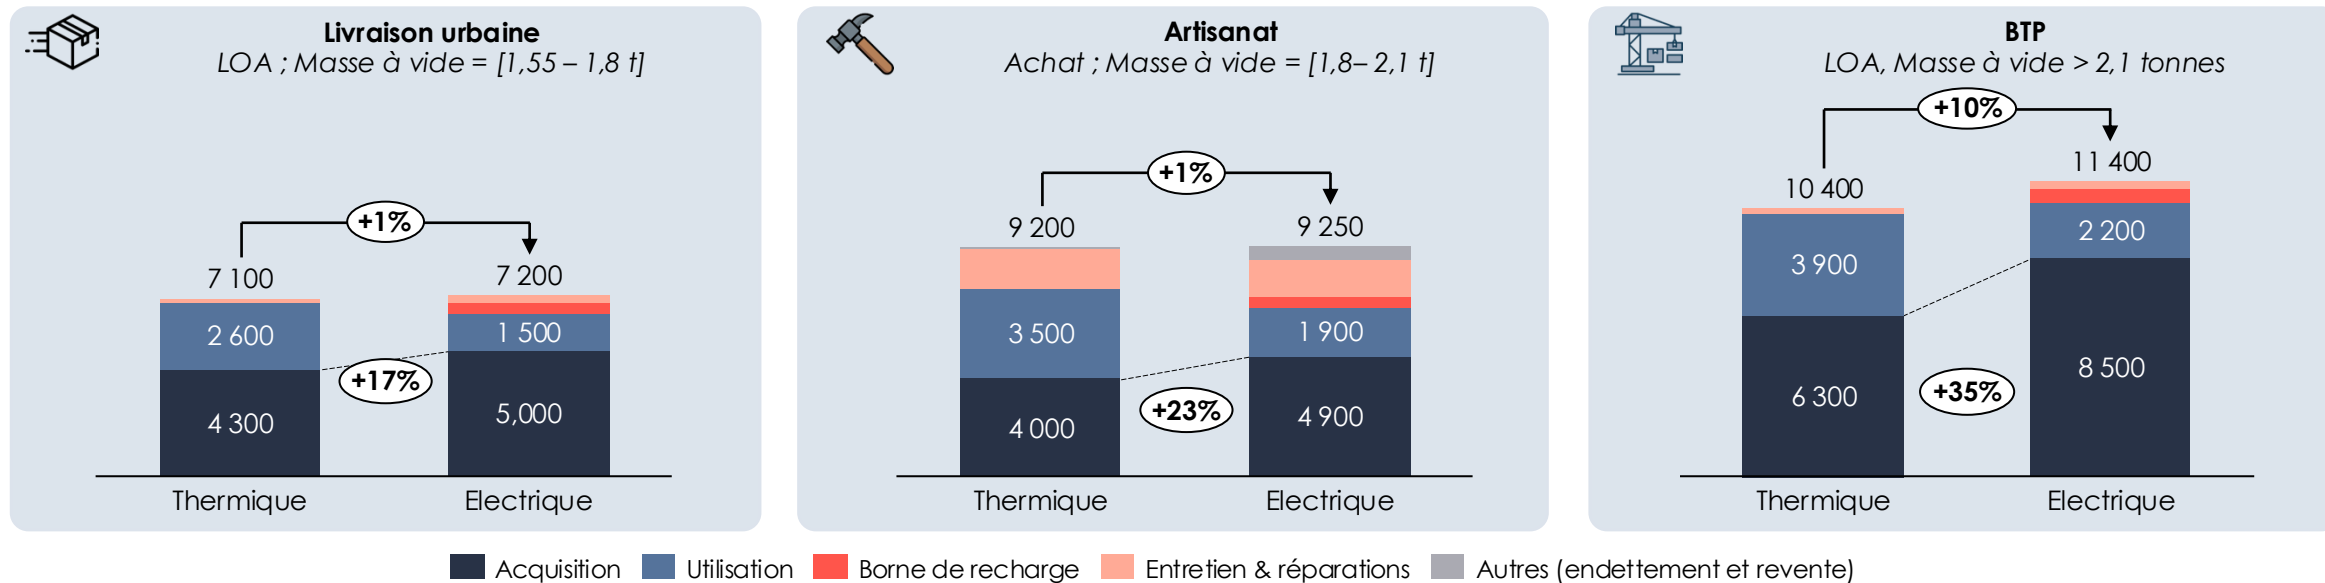 Livraison urbaine
LOA ; Masse à vide = [1,55 – 1,8 t]
+1%
7 100
7 200
2 600
1 500
+17%
4 300
5,000
Thermique
Electrique
Artisanat
Achat ; Masse à vide = [1,8– 2,1 t]
+1%
9 200
9 250
3 500
1 900
+23%
4 000
4 900
Thermique
Electrique
BTP
LOA, Masse à vide > 2,1 tonnes
+10%
10 400
11 400
3 900
2 200
+35%
6 300
8 500
Thermique
Electrique
Acquisition
Utilisation
Borne de recharge
Entretien & réparations
Autres (endettement et revente)